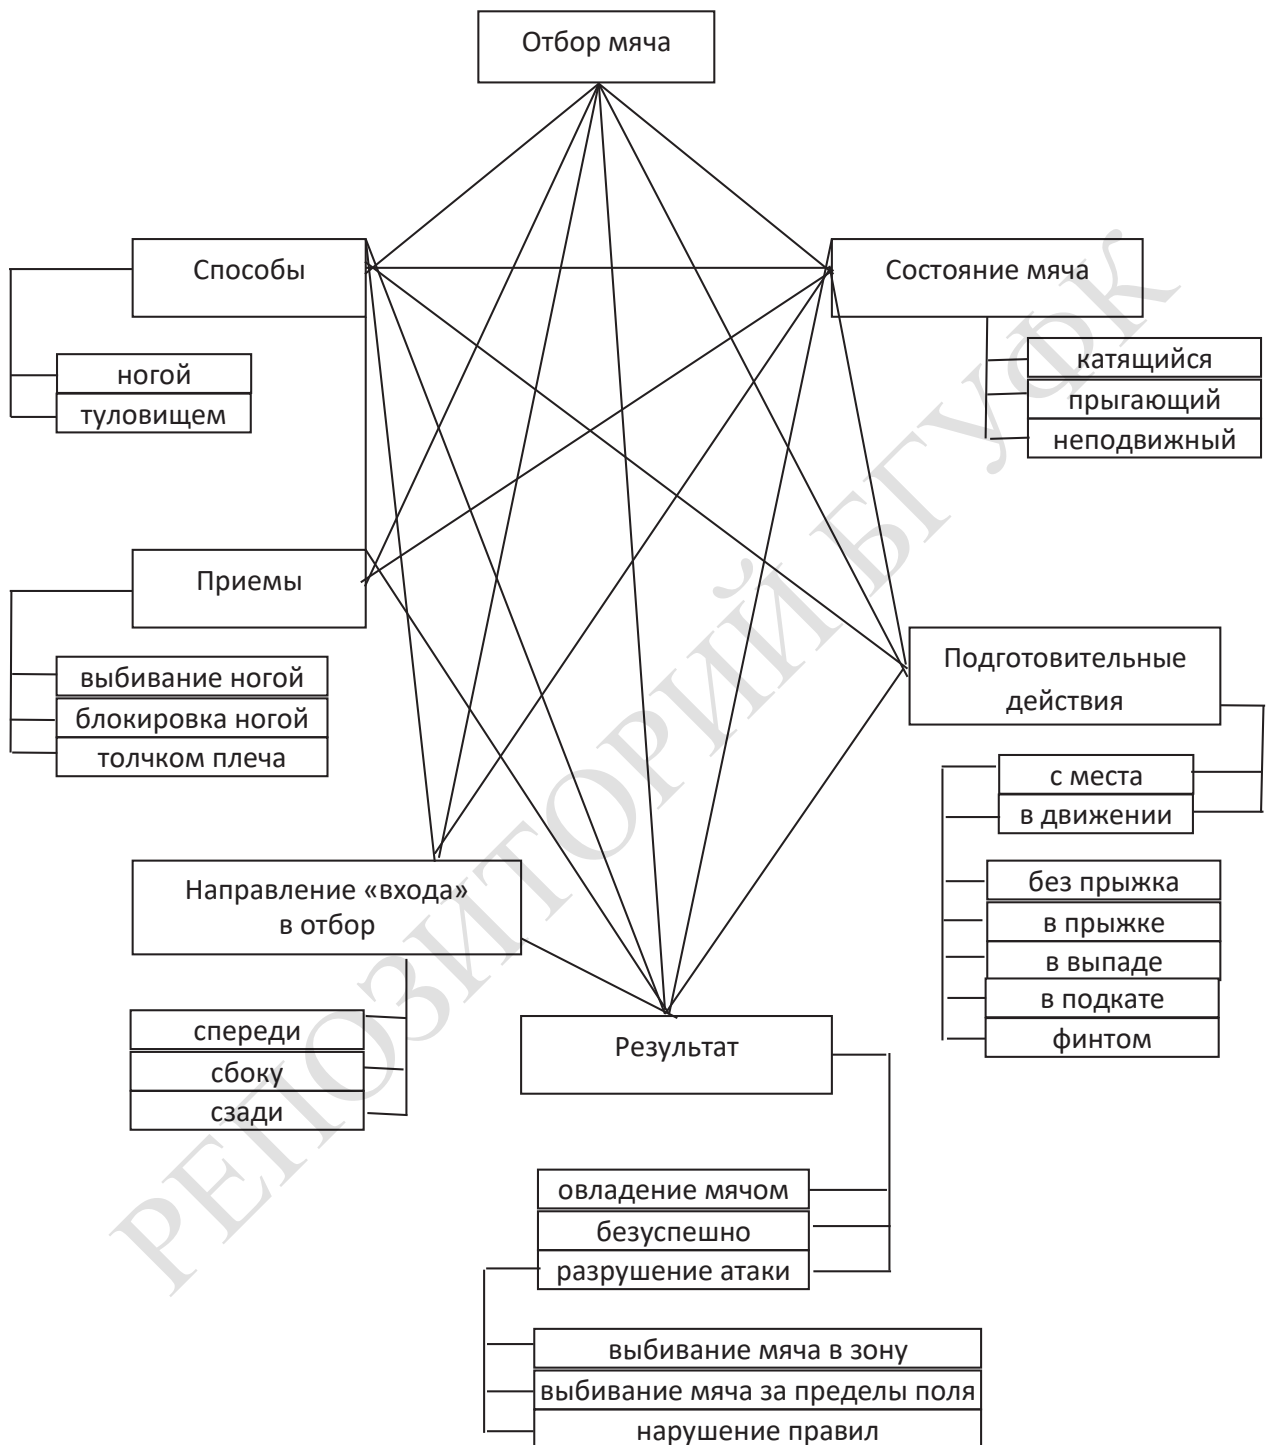 Отбор мяча
Способы
Состояние мяча
ногой
туловищем
катящийся
прыгающий
неподвижный
Приемы
выбивание ногой
блокировка ногой
толчком плеча
Подготовительные
действия
с места
в движении
без прыжка
в прыжке
в выпаде
в подкате
финтом
Направление «входа»
в отбор
спереди
сбоку
сзади
Результат
овладение мячом
безуспешно
разрушение атаки
выбивание мяча в зону
выбивание мяча за пределы поля
нарушение правил
РЕПОЗИТОРИЙ БГУФК